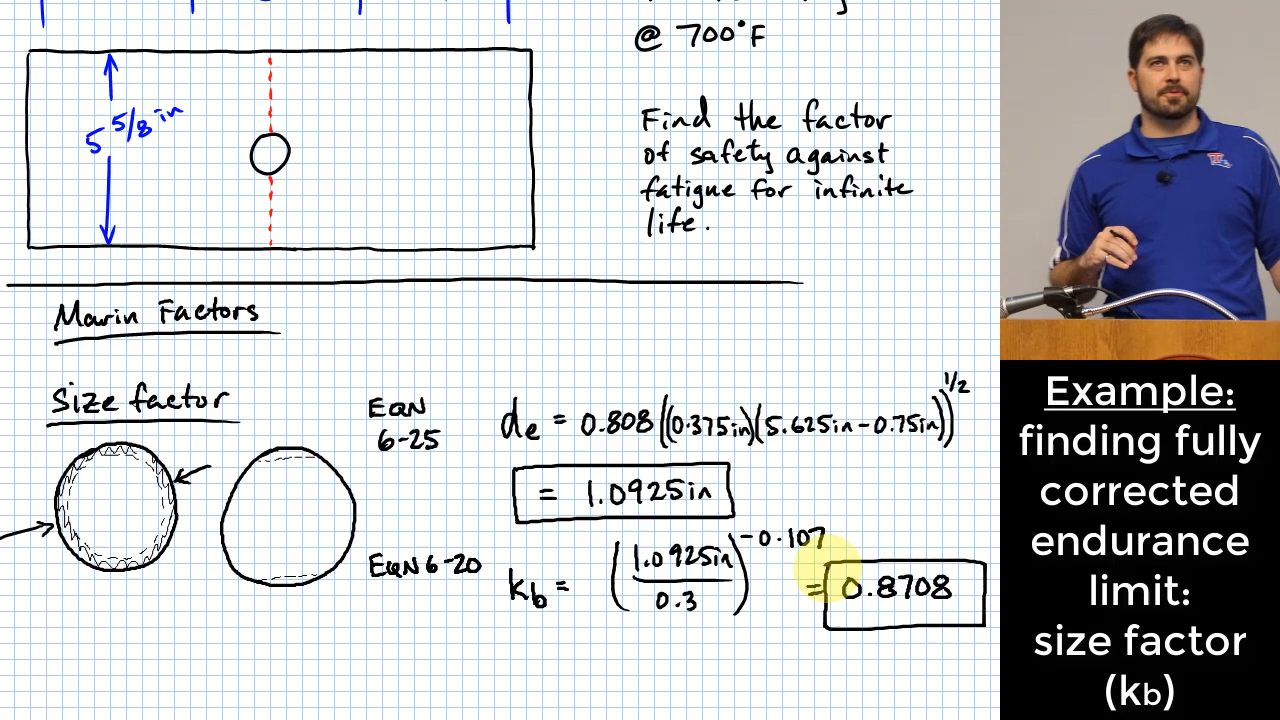 @ 700°F
5 5/8 in
Find the factor
of safety against
fatigue for infinite
life.
Marin Factors
Size factor
EQN
6-25
de = 0.808((0.375in)(5.625in-0.75in))^1/2
= 1.0925in
EQN 6-20
kb = (1.0925in/0.3)^-0.107 = 0.8708
Example:
finding fully
corrected
endurance
limit:
size factor
(kb)